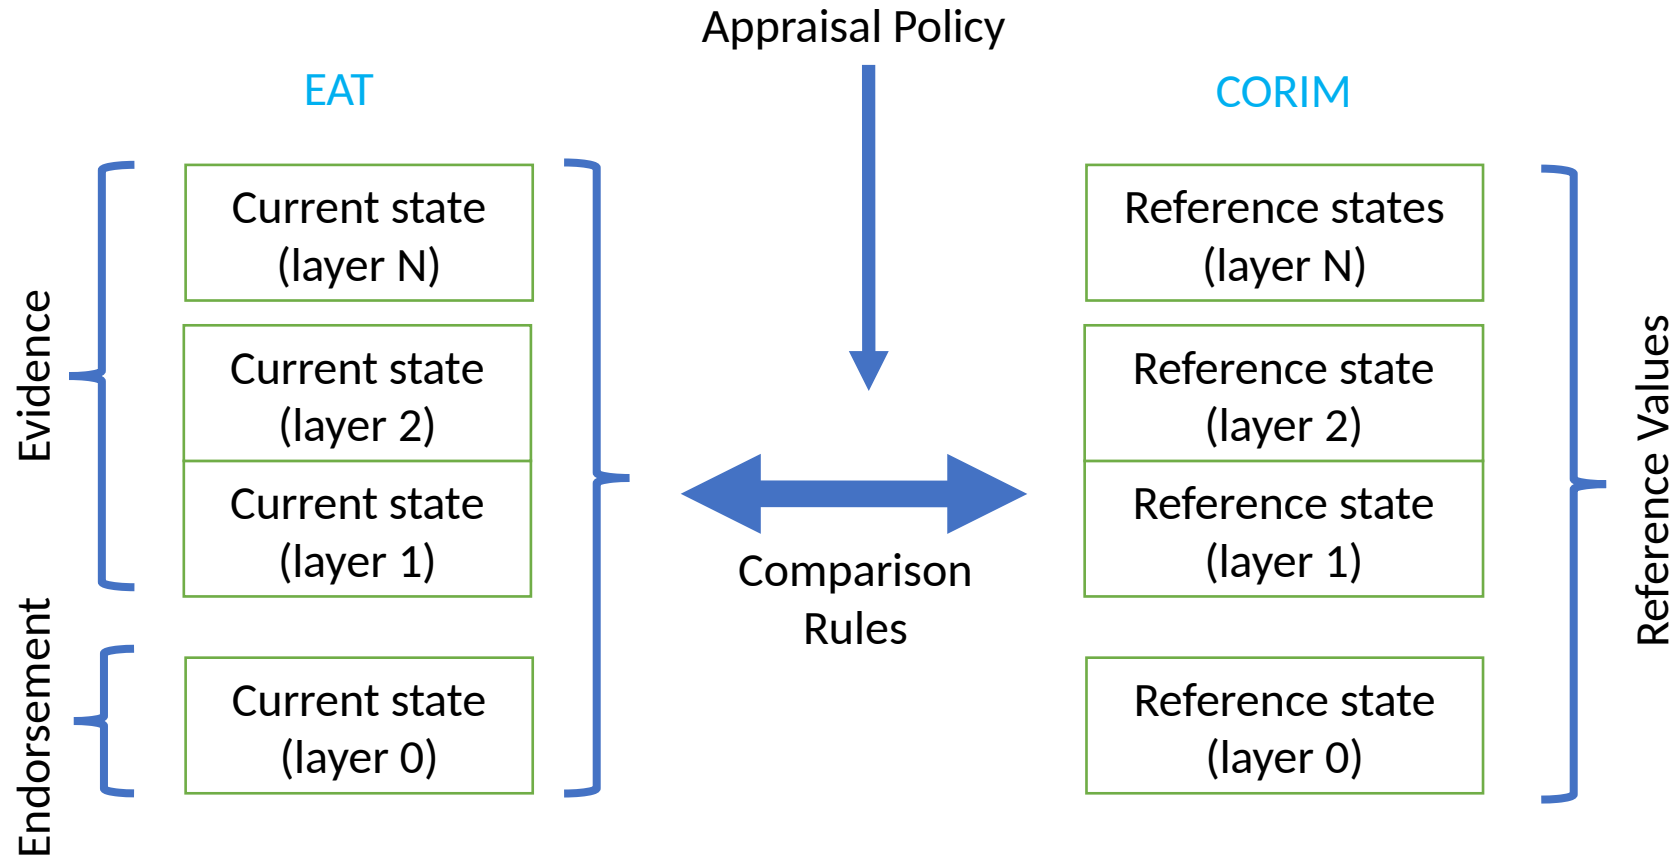 Appraisal Policy
EAT
CORIM
Evidence
Current state
(layer N)
Current state
(layer 2)
Current state
(layer 1)
Endorsement
Current state
(layer 0)
Comparison
Rules
Reference states
(layer N)
Reference state
(layer 2)
Reference state
(layer 1)
Reference state
(layer 0)
Reference Values